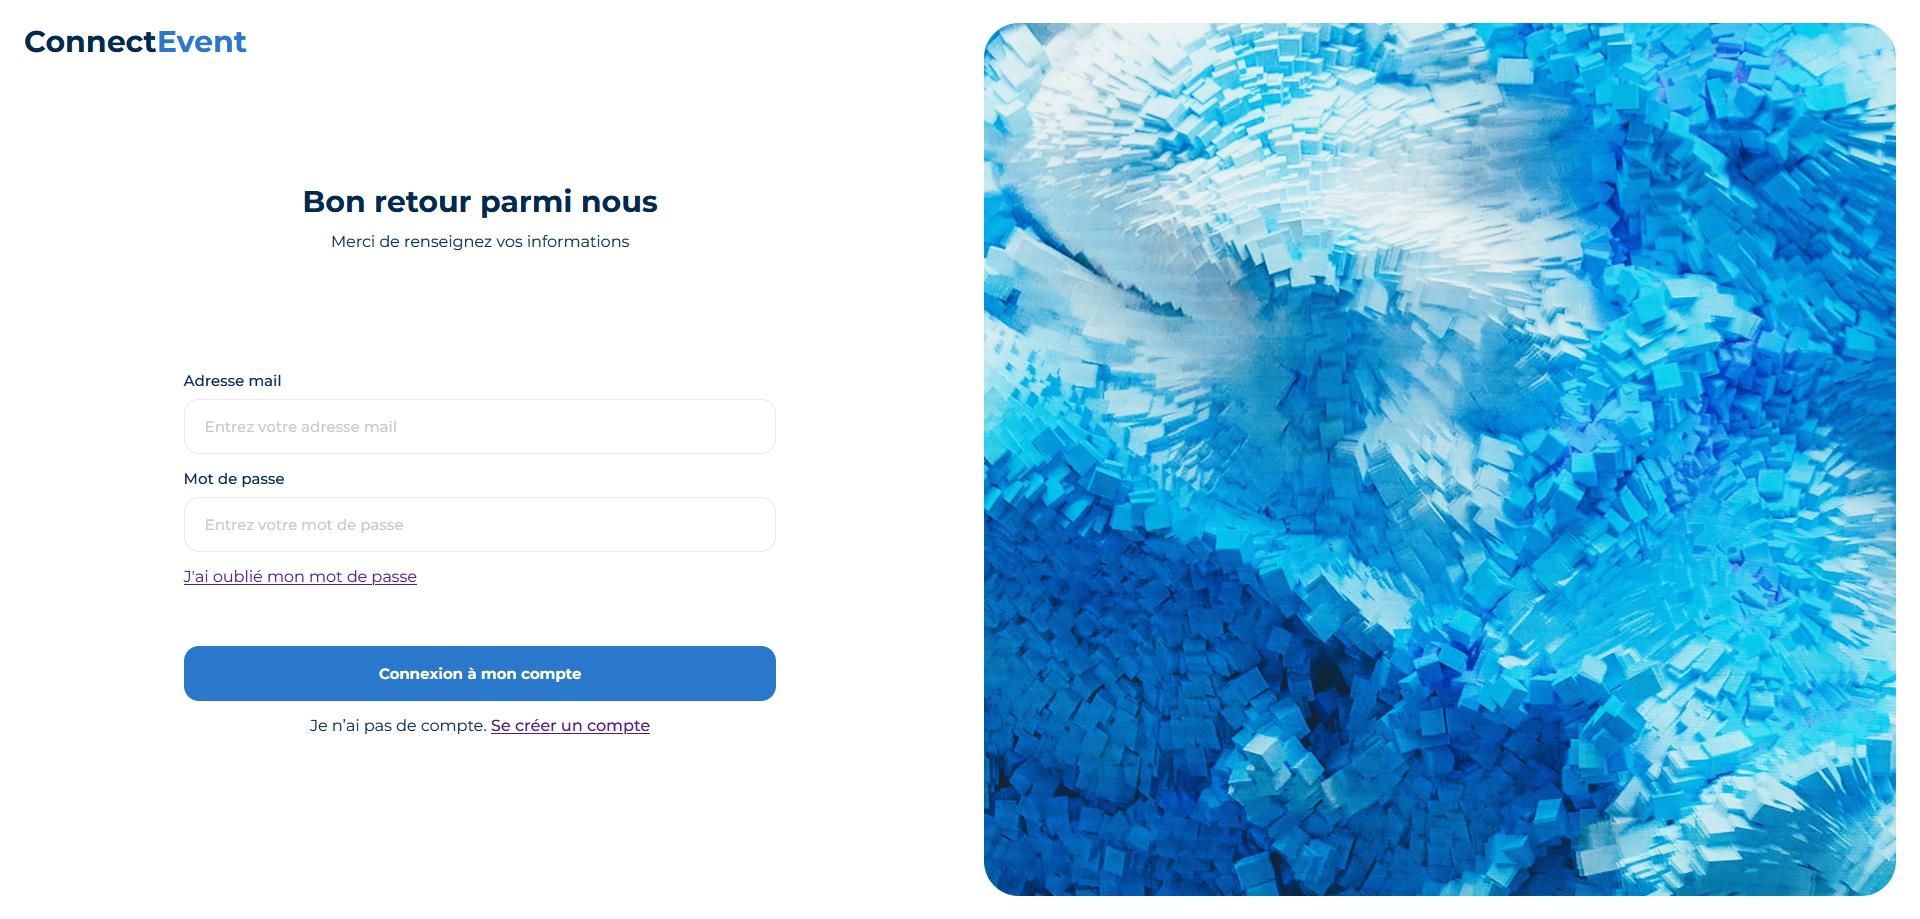 ConnectEvent
Bon retour parmi nous
Merci de renseignez vos informations
Adresse mail
Entrez votre adresse mail
Mot de passe
Entrez votre mot de passe
J'ai oublié mon mot de passe
Connexion à mon compte
Je n’ai pas de compte. Se créer un compte